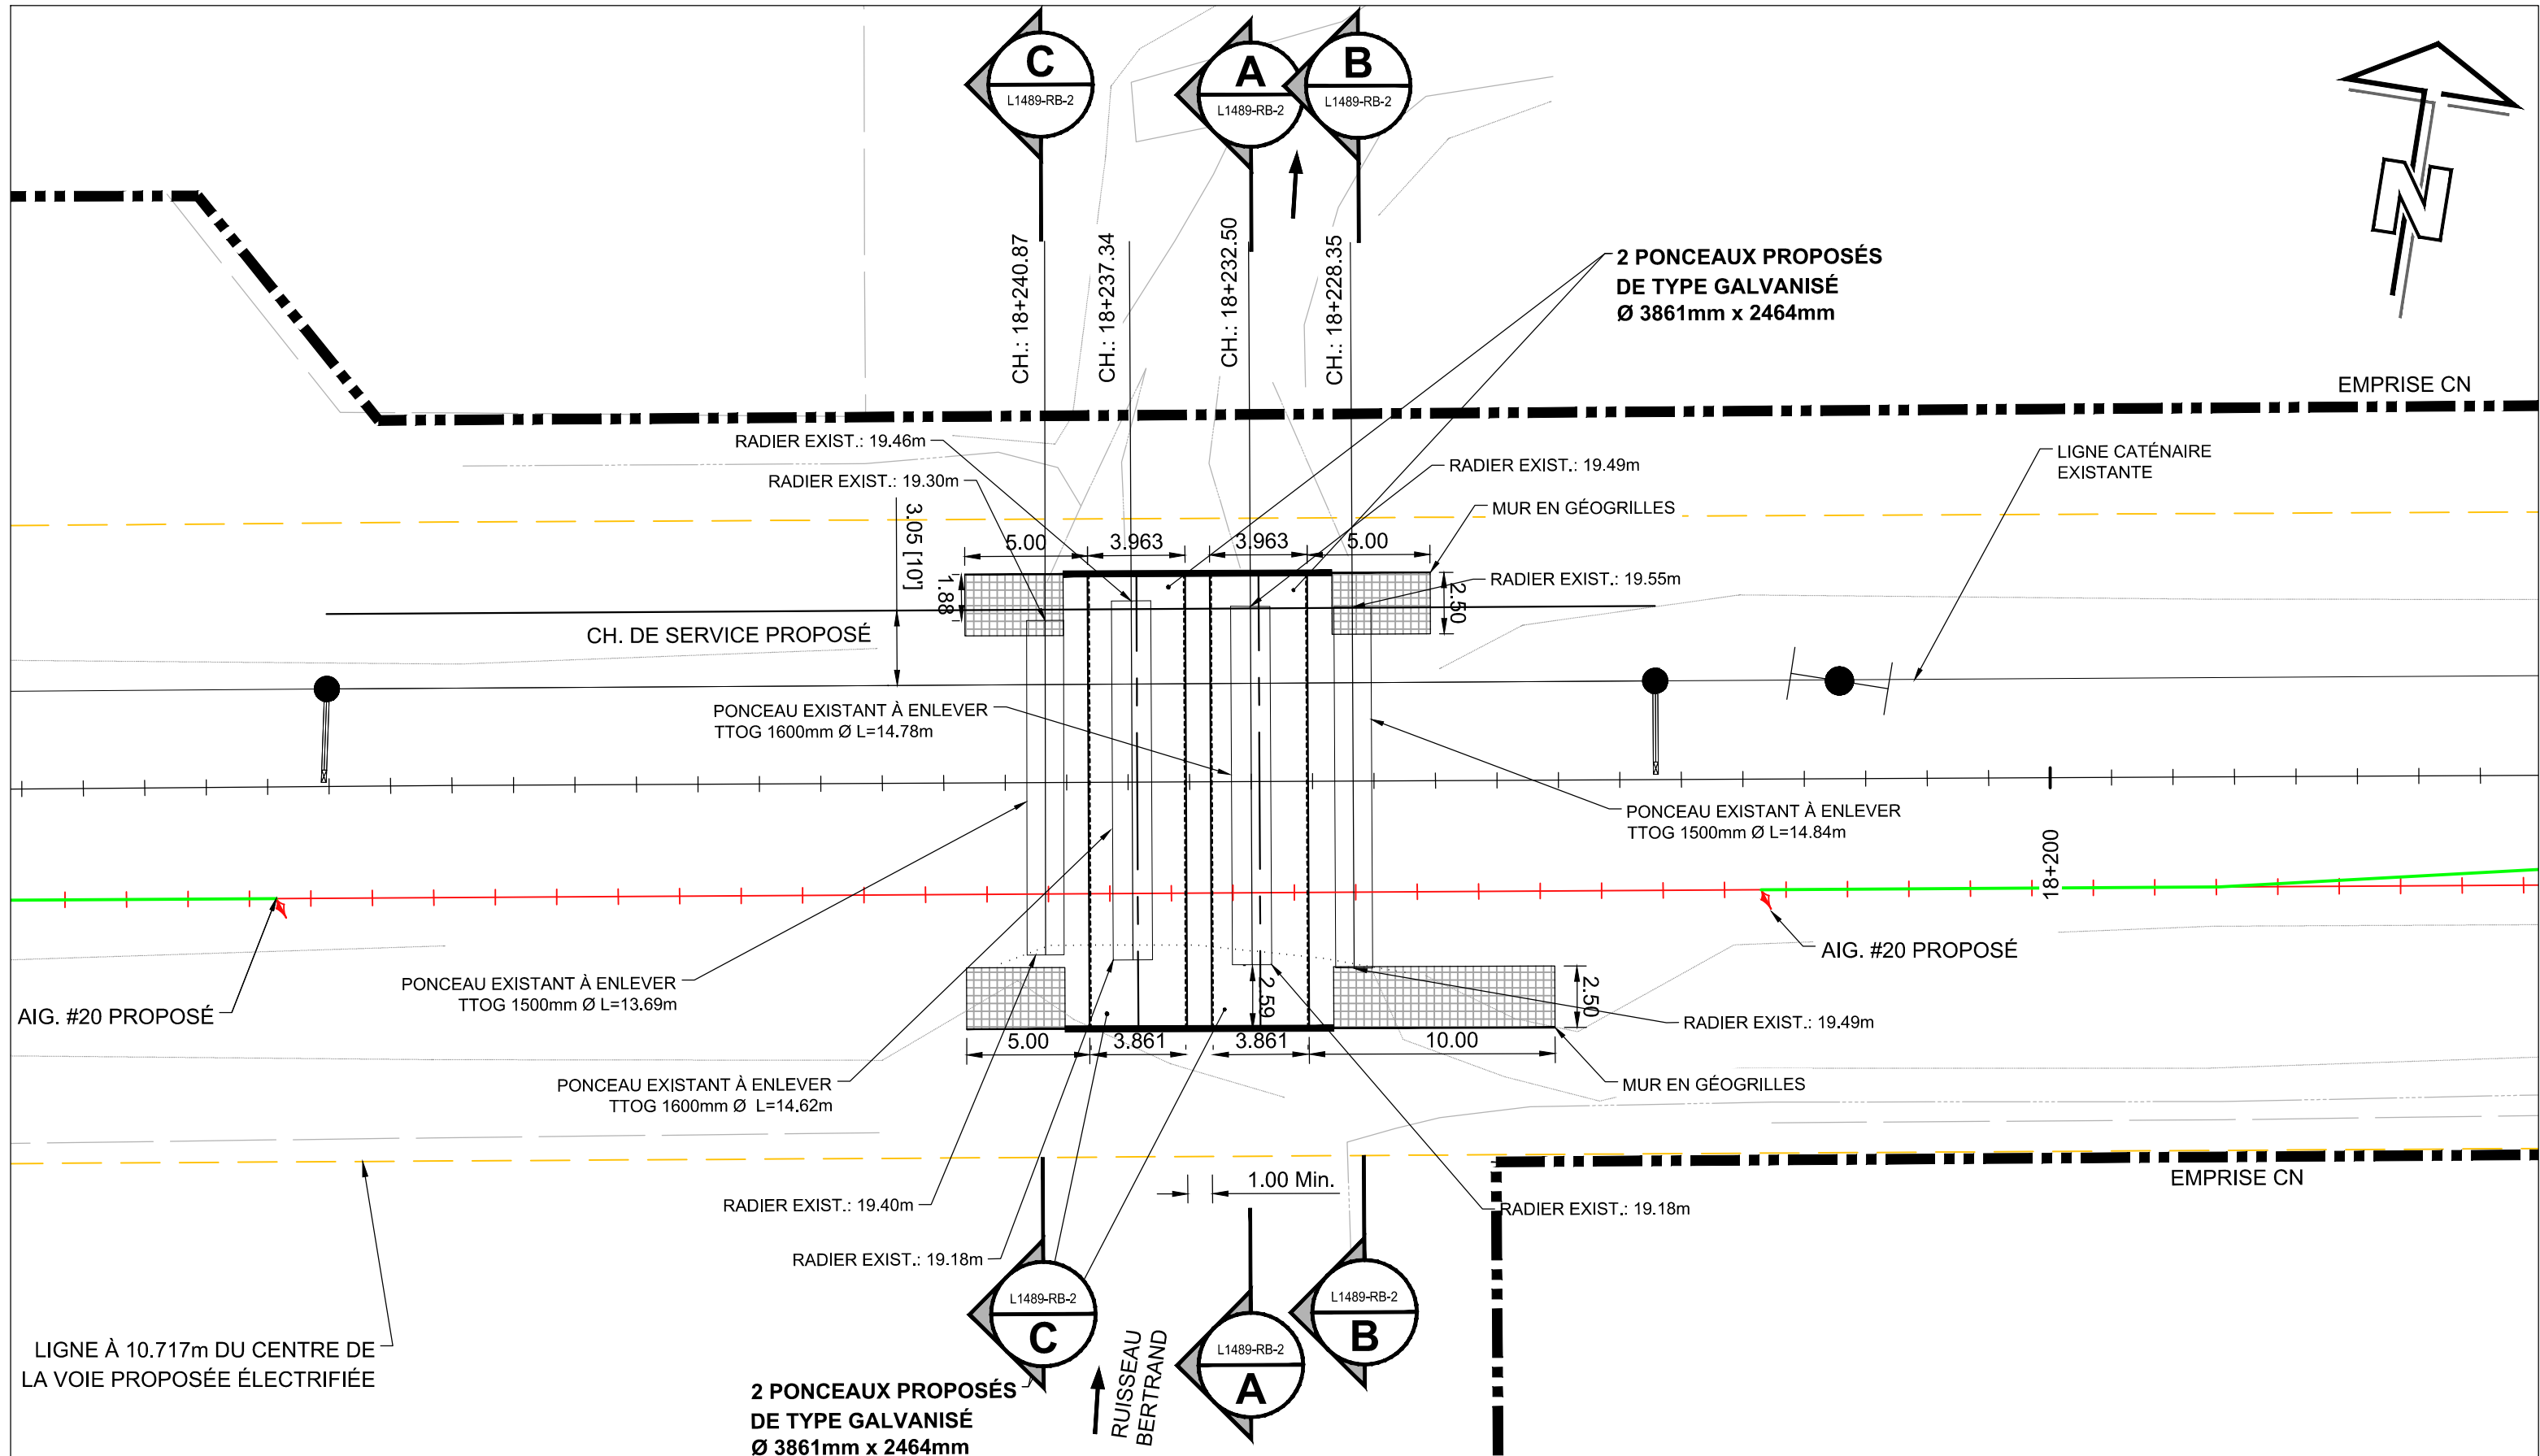 C
L1489-RB-2
A
L1489-RB-2
B
L1489-RB-2
N
CH.: 18+240.87
CH.: 18+237.34
CH.: 18+232.50
CH.: 18+228.35
2 PONCEAUX PROPOSÉS
DE TYPE GALVANISÉ
Ø 3861mm x 2464mm
EMPRISE CN
RADIER EXIST.: 19.46m
RADIER EXIST.: 19.30m
RADIER EXIST.: 19.49m
LIGNE CATÉNAIRE
EXISTANTE
MUR EN GÉOGRILLES
3.05 [10']
5.00
3.963
3.963
5.00
RADIER EXIST.: 19.55m
1.88
2.50
CH. DE SERVICE PROPOSÉ
PONCEAU EXISTANT À ENLEVER
TTOG 1600mm Ø L=14.78m
PONCEAU EXISTANT À ENLEVER
TTOG 1500mm Ø L=14.84m
18+200
AIG. #20 PROPOSÉ
PONCEAU EXISTANT À ENLEVER
TTOG 1500mm Ø L=13.69m
AIG. #20 PROPOSÉ
2.59
2.50
RADIER EXIST.: 19.49m
5.00
3.861
3.861
10.00
PONCEAU EXISTANT À ENLEVER
TTOG 1600mm Ø L=14.62m
MUR EN GÉOGRILLES
1.00 Min.
EMPRISE CN
RADIER EXIST.: 19.40m
RADIER EXIST.: 19.18m
RADIER EXIST.: 19.18m
LIGNE À 10.717m DU CENTRE DE
LA VOIE PROPOSÉE ÉLECTRIFIÉE
L1489-RB-2
C
L1489-RB-2
A
L1489-RB-2
B
RUISSEAU
BERTRAND
2 PONCEAUX PROPOSÉS
DE TYPE GALVANISÉ
Ø 3861mm x 2464mm